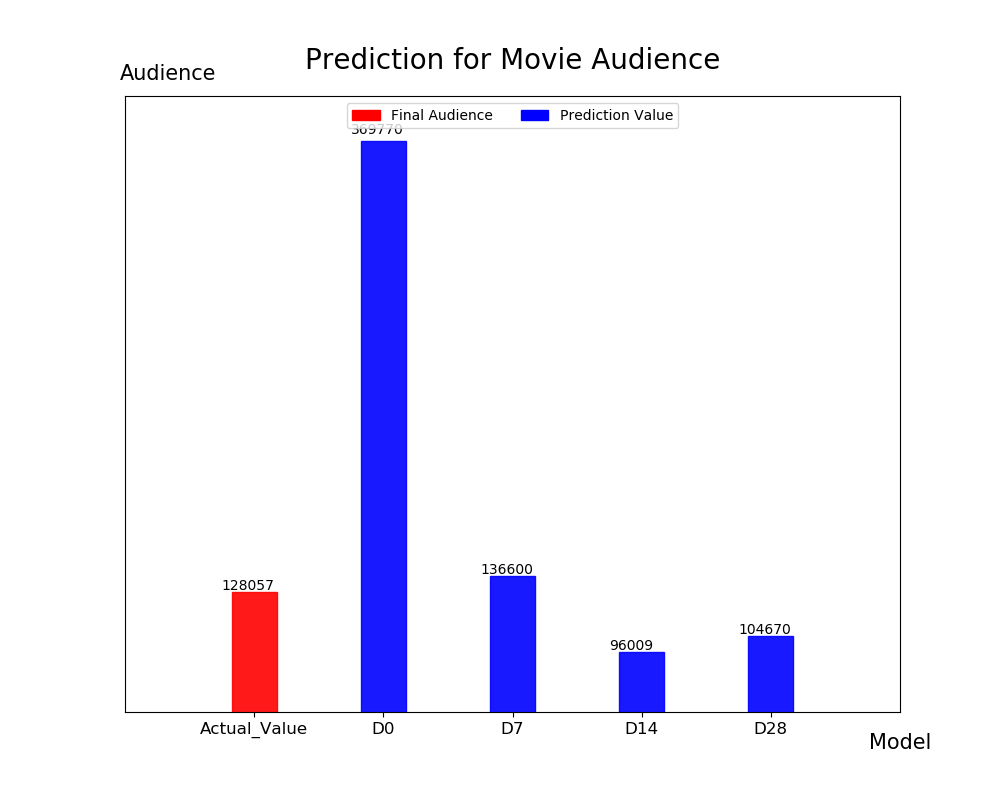 Prediction for Movie Audience
Audience
Final Audience Prediction Value
369770
136600
128057
104670
96009
Actual_Value D0 D7 D14 D28
Model